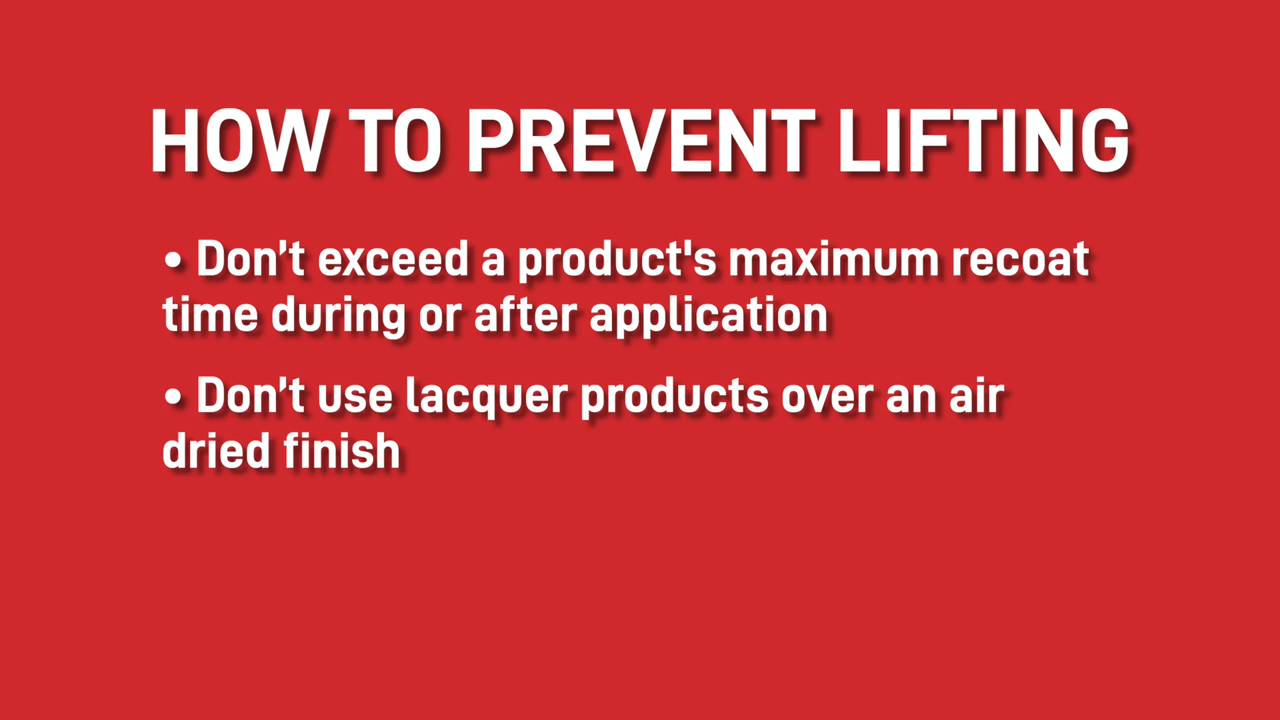 HOW TO PREVENT LIFTING
• Don’t exceed a product's maximum recoat
time during or after application
• Don’t use lacquer products over an air
dried finish